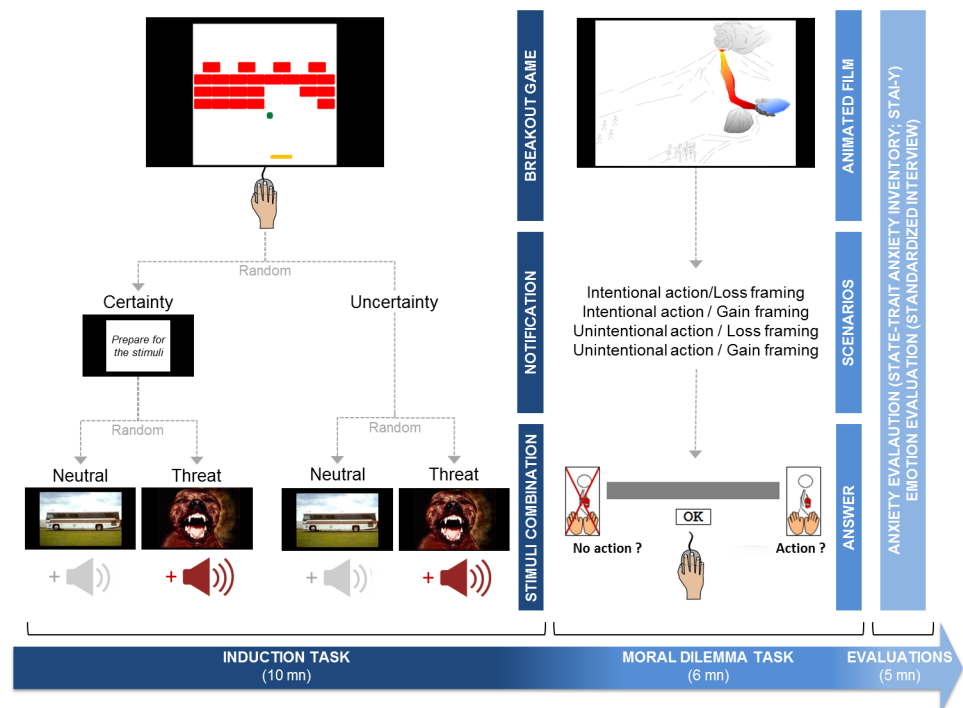 BREAKOUT GAME
Random
Certainty
Uncertainty
Prepare for
the stimuli
NOTIFICATION
Random
Random
Neutral
Threat
Neutral
Threat
+
+
+
+
STIMULI COMBINATION
ANIMATED FILM
Intentional action/Loss framing
Intentional action / Gain framing
Unintentional action / Loss framing
Unintentional action / Gain framing
SCENARIOS
OK
No action ?
Action ?
ANSWER
ANXIETY EVALAUTION (STATE-TRAIT ANXIETY INVENTORY; STAI-Y)
EMOTION EVALUATION (STANDARDIZED INTERVIEW)
INDUCTION TASK
(10 mn)
MORAL DILEMMA TASK
(6 mn)
EVALUATIONS
(5 mn)